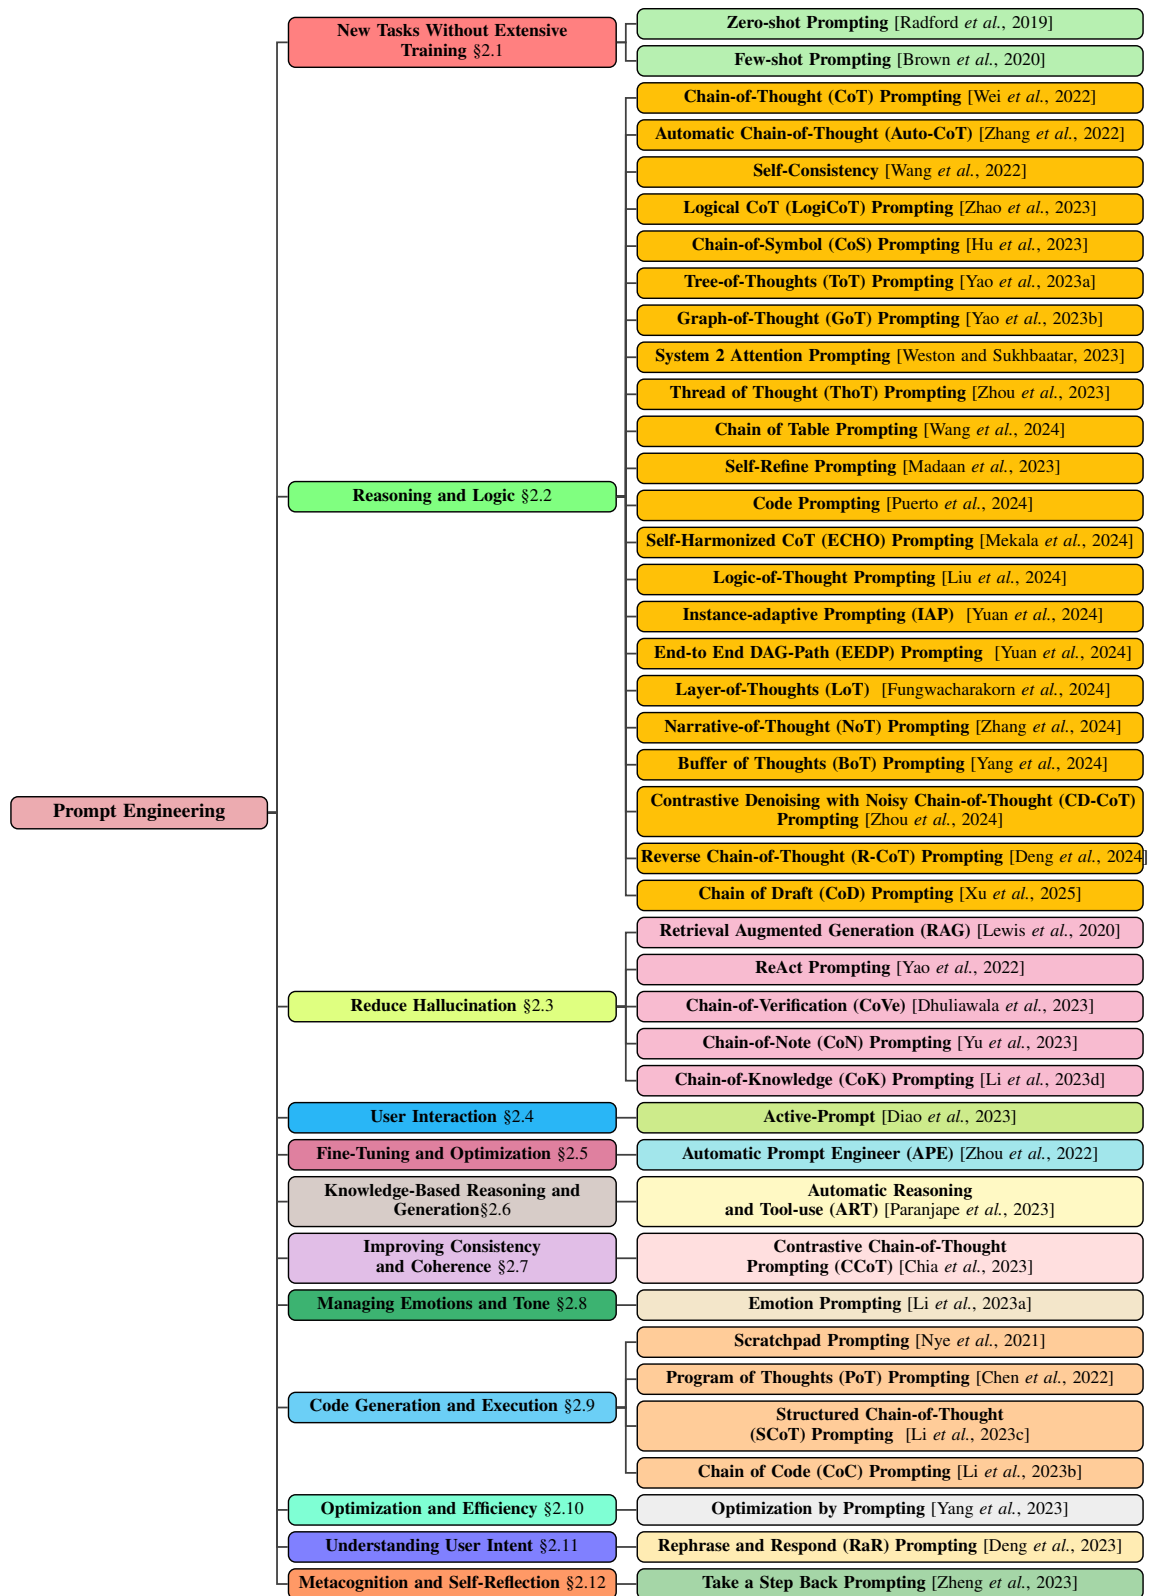 Prompt Engineering
New Tasks Without Extensive
Training §2.1
Zero-shot Prompting [Radford et al., 2019]
Few-shot Prompting [Brown et al., 2020]
Reasoning and Logic §2.2
Chain-of-Thought (CoT) Prompting [Wei et al., 2022]
Automatic Chain-of-Thought (Auto-CoT) [Zhang et al., 2022]
Self-Consistency [Wang et al., 2022]
Logical CoT (LogiCoT) Prompting [Zhao et al., 2023]
Chain-of-Symbol (CoS) Prompting [Hu et al., 2023]
Tree-of-Thoughts (ToT) Prompting [Yao et al., 2023a]
Graph-of-Thought (GoT) Prompting [Yao et al., 2023b]
System 2 Attention Prompting [Weston and Sukhbaatar, 2023]
Thread of Thought (ThoT) Prompting [Zhou et al., 2023]
Chain of Table Prompting [Wang et al., 2024]
Self-Refine Prompting [Madaan et al., 2023]
Code Prompting [Puerto et al., 2024]
Self-Harmonized CoT (ECHO) Prompting [Mekala et al., 2024]
Logic-of-Thought Prompting [Liu et al., 2024]
Instance-adaptive Prompting (IAP) [Yuan et al., 2024]
End-to End DAG-Path (EEDP) Prompting [Yuan et al., 2024]
Layer-of-Thoughts (LoT) [Fungwacharakorn et al., 2024]
Narrative-of-Thought (NoT) Prompting [Zhang et al., 2024]
Buffer of Thoughts (BoT) Prompting [Yang et al., 2024]
Contrastive Denoising with Noisy Chain-of-Thought (CD-CoT)
Prompting [Zhou et al., 2024]
Reverse Chain-of-Thought (R-CoT) Prompting [Deng et al., 2024]
Chain of Draft (CoD) Prompting [Xu et al., 2025]
Reduce Hallucination §2.3
Retrieval Augmented Generation (RAG) [Lewis et al., 2020]
ReAct Prompting [Yao et al., 2022]
Chain-of-Verification (CoVe) [Dhuliawala et al., 2023]
Chain-of-Note (CoN) Prompting [Yu et al., 2023]
Chain-of-Knowledge (CoK) Prompting [Li et al., 2023d]
User Interaction §2.4
Active-Prompt [Diao et al., 2023]
Fine-Tuning and Optimization §2.5
Automatic Prompt Engineer (APE) [Zhou et al., 2022]
Knowledge-Based Reasoning and
Generation§2.6
Automatic Reasoning
and Tool-use (ART) [Paranjape et al., 2023]
Improving Consistency
and Coherence §2.7
Contrastive Chain-of-Thought
Prompting (CCoT) [Chia et al., 2023]
Managing Emotions and Tone §2.8
Emotion Prompting [Li et al., 2023a]
Code Generation and Execution §2.9
Scratchpad Prompting [Nye et al., 2021]
Program of Thoughts (PoT) Prompting [Chen et al., 2022]
Structured Chain-of-Thought
(SCoT) Prompting [Li et al., 2023c]
Chain of Code (CoC) Prompting [Li et al., 2023b]
Optimization and Efficiency §2.10
Optimization by Prompting [Yang et al., 2023]
Understanding User Intent §2.11
Rephrase and Respond (RaR) Prompting [Deng et al., 2023]
Metacognition and Self-Reflection §2.12
Take a Step Back Prompting [Zheng et al., 2023]